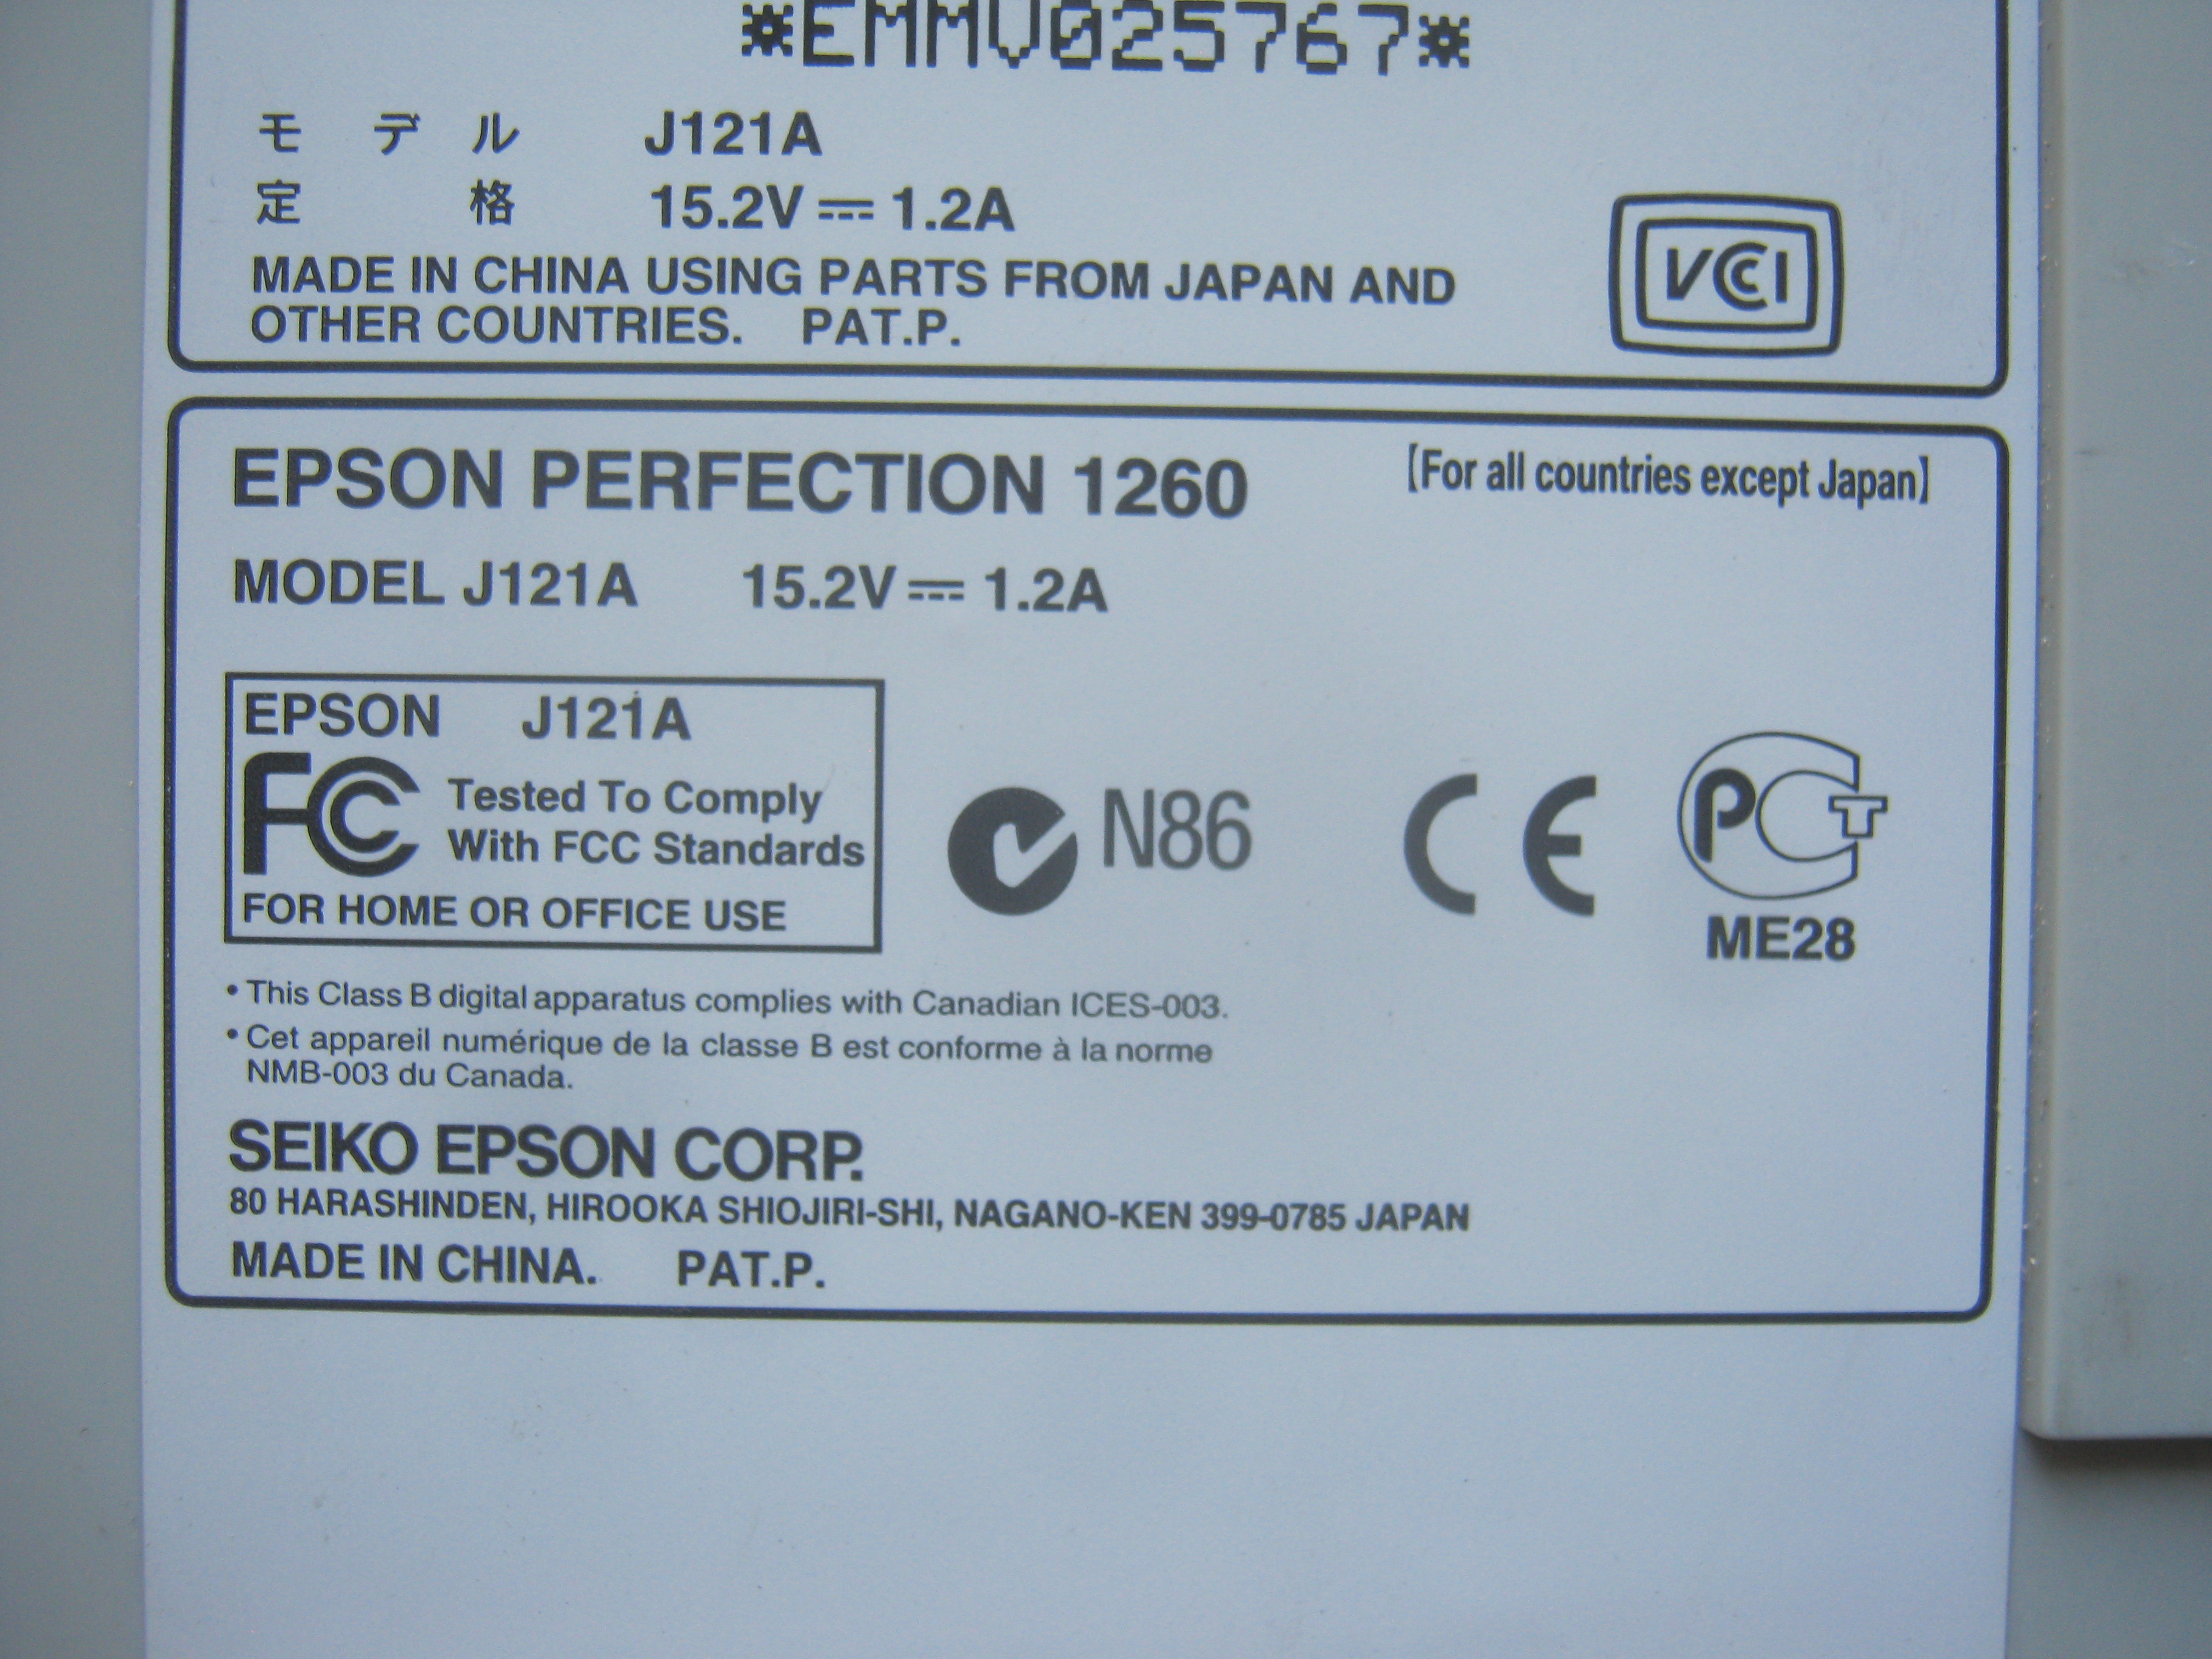 *EMMV025767*
モデル J121A
定格 15.2V⎓1.2A
MADE IN CHINA USING PARTS FROM JAPAN AND
OTHER COUNTRIES. PAT.P.
VCCI
EPSON PERFECTION 1260 【For all countries except Japan】
MODEL J121A 15.2V⎓1.2A
EPSON J121A
FC Tested To Comply
With FCC Standards
FOR HOME OR OFFICE USE
N86
CE
PCT
ME28
•This Class B digital apparatus complies with Canadian ICES-003.
•Cet appareil numérique de la classe B est conforme à la norme
NMB-003 du Canada.
SEIKO EPSON CORP.
80 HARASHINDEN, HIROOKA SHIOJIRI-SHI, NAGANO-KEN 399-0785 JAPAN
MADE IN CHINA. PAT.P.